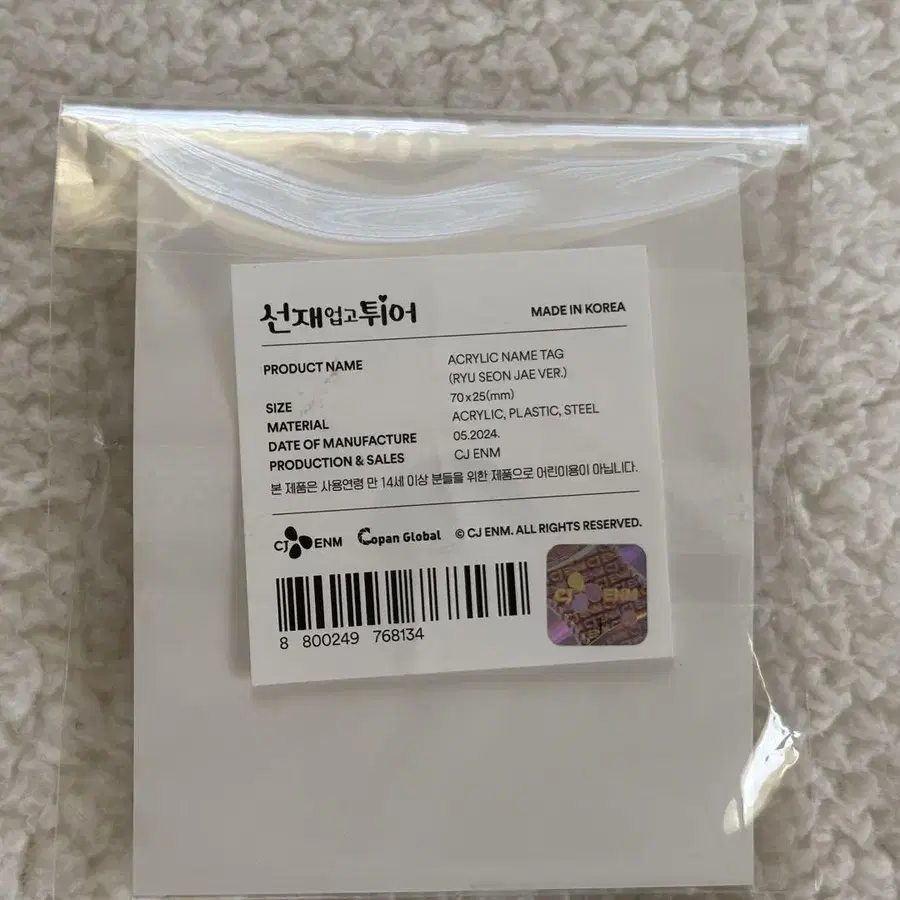 선재업고튀어
MADE IN KOREA
PRODUCT NAME ACRYLIC NAME TAG
(RYU SEON JAE VER.)
SIZE 70x25(mm)
MATERIAL ACRYLIC, PLASTIC, STEEL
DATE OF MANUFACTURE 05.2024.
PRODUCTION & SALES CJ ENM
본 제품은 사용연령 만 14세 이상 분들을 위한 제품으로 어린이용이 아닙니다.
CJ ENM Copan Global © CJ ENM. ALL RIGHTS RESERVED.
CJ ENM
8 800249 768134